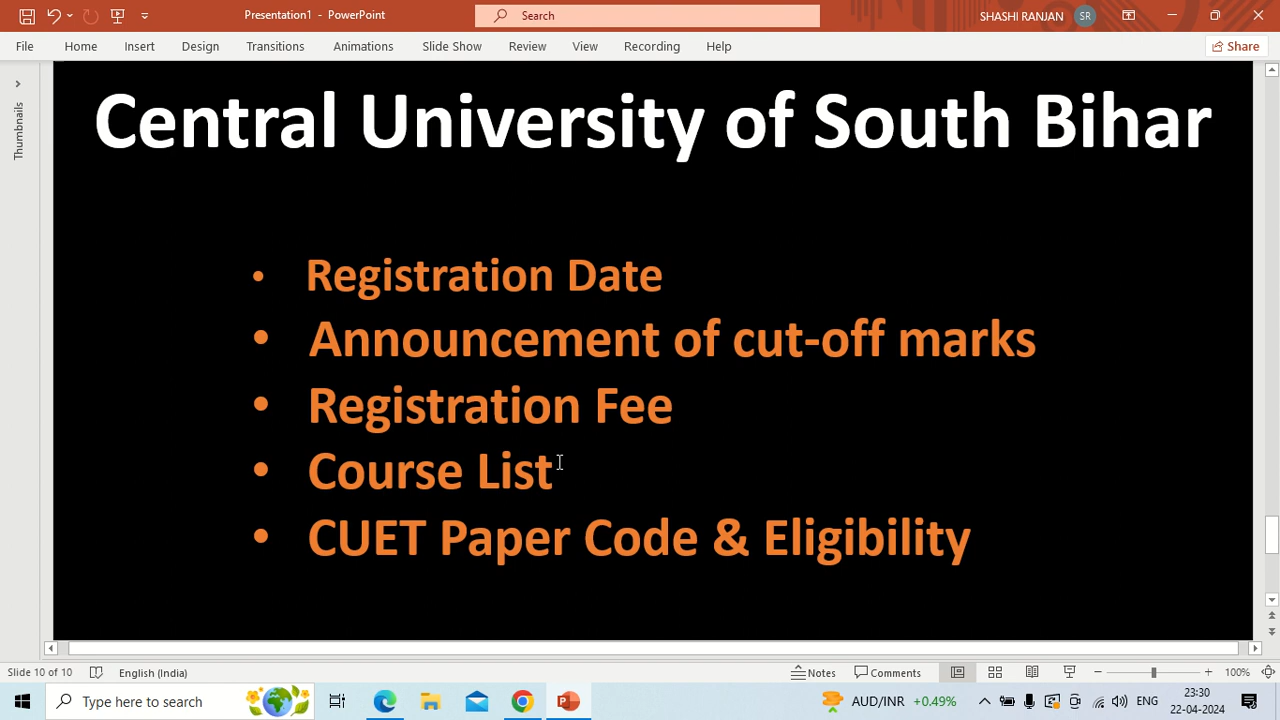 Presentation1 - PowerPoint
Search
SHASHI RANJAN
SR
File
Home
Insert
Design
Transitions
Animations
Slide Show
Review
View
Recording
Help
Share
Thumbnails
Central University of South Bihar
• Registration Date
• Announcement of cut-off marks
• Registration Fee
• Course List
• CUET Paper Code & Eligibility
Slide 10 of 10
English (India)
Notes
Comments
100%
Type here to search
AUD/INR +0.49%
ENG
23:30
22-04-2024